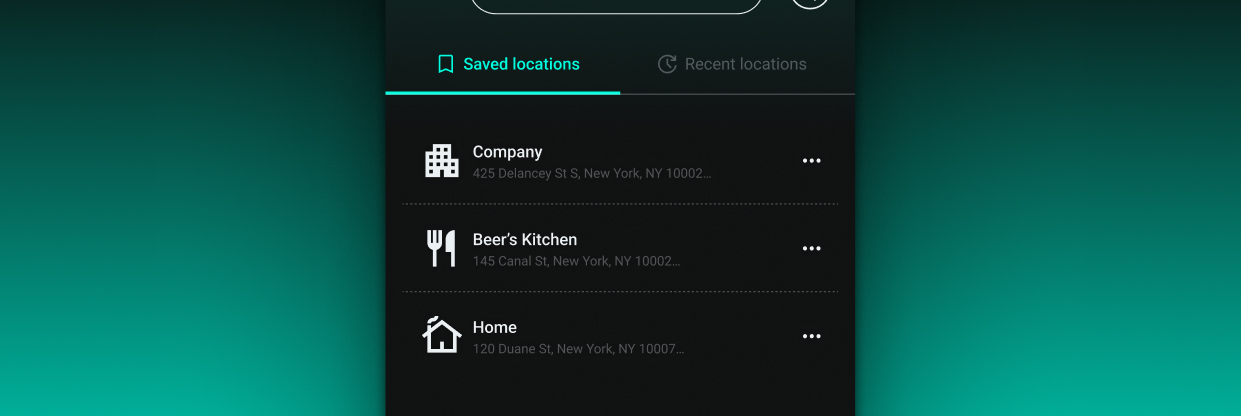 Saved locations
Recent locations
Company
425 Delancey St S, New York, NY 10002...
Beer’s Kitchen
145 Canal St, New York, NY 10002...
Home
120 Duane St, New York, NY 10007...